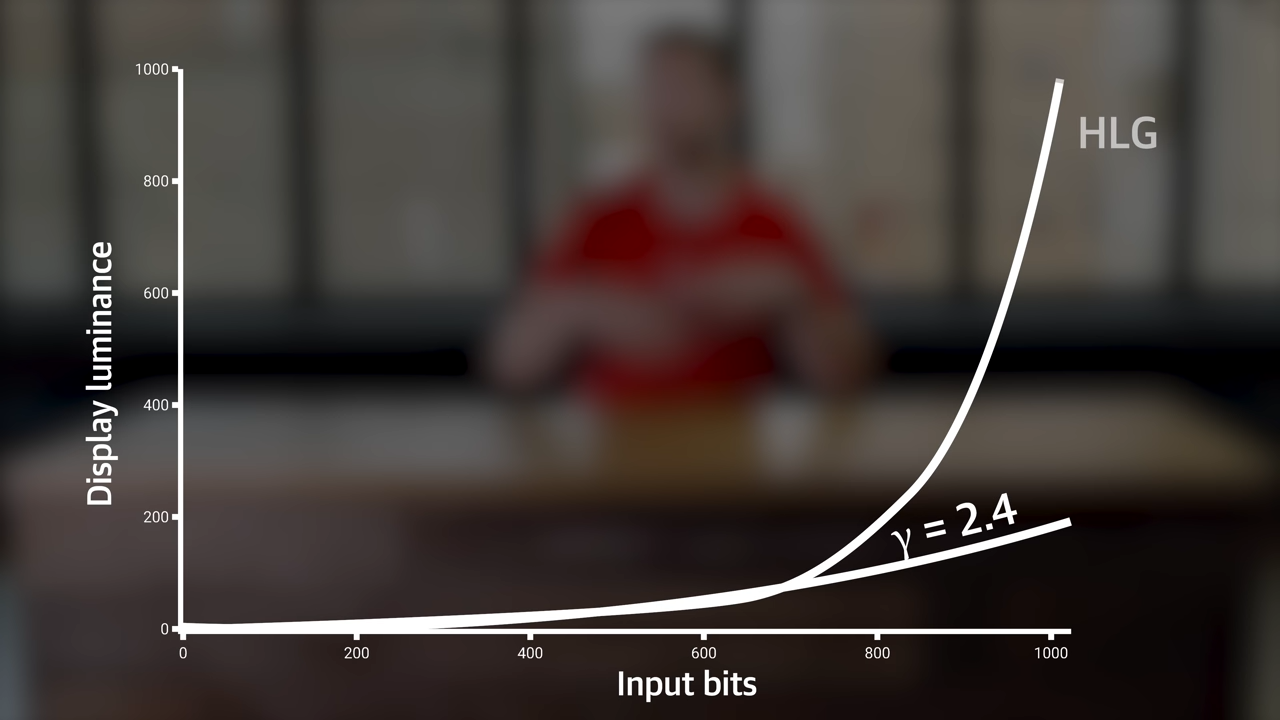 1000
HLG
800
600
Display luminance
400
γ = 2.4
200
0
0 200 400 600 800 1000
Input bits